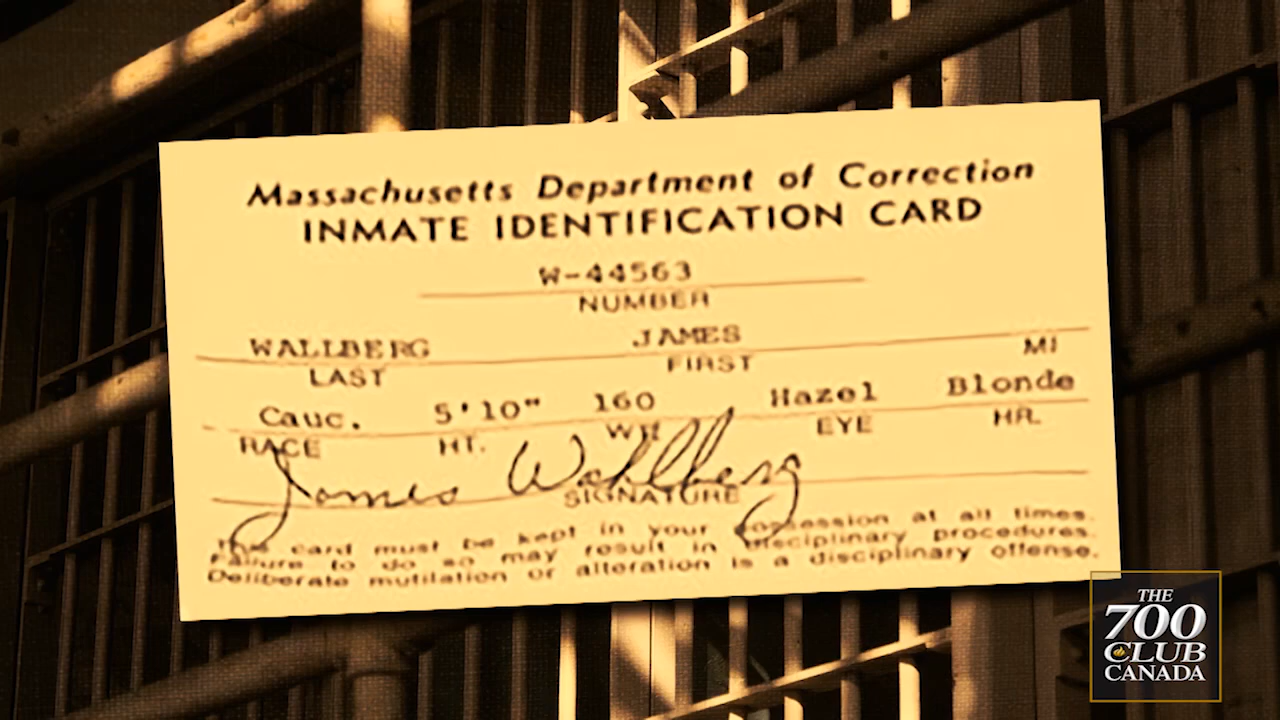 Massachusetts Department of Correction
INMATE IDENTIFICATION CARD
W-44563
NUMBER
WALLBERG JAMES
LAST FIRST MI
Cauc. 5'10" 160 Hazel Blonde
RACE HT. WH EYE HR.
James Wahlberg
SIGNATURE
This card must be kept in your possession at all times.
Failure to do so may result in disciplinary procedures.
Deliberate mutilation or alteration is a disciplinary offense.
THE
700
CLUB
CANADA